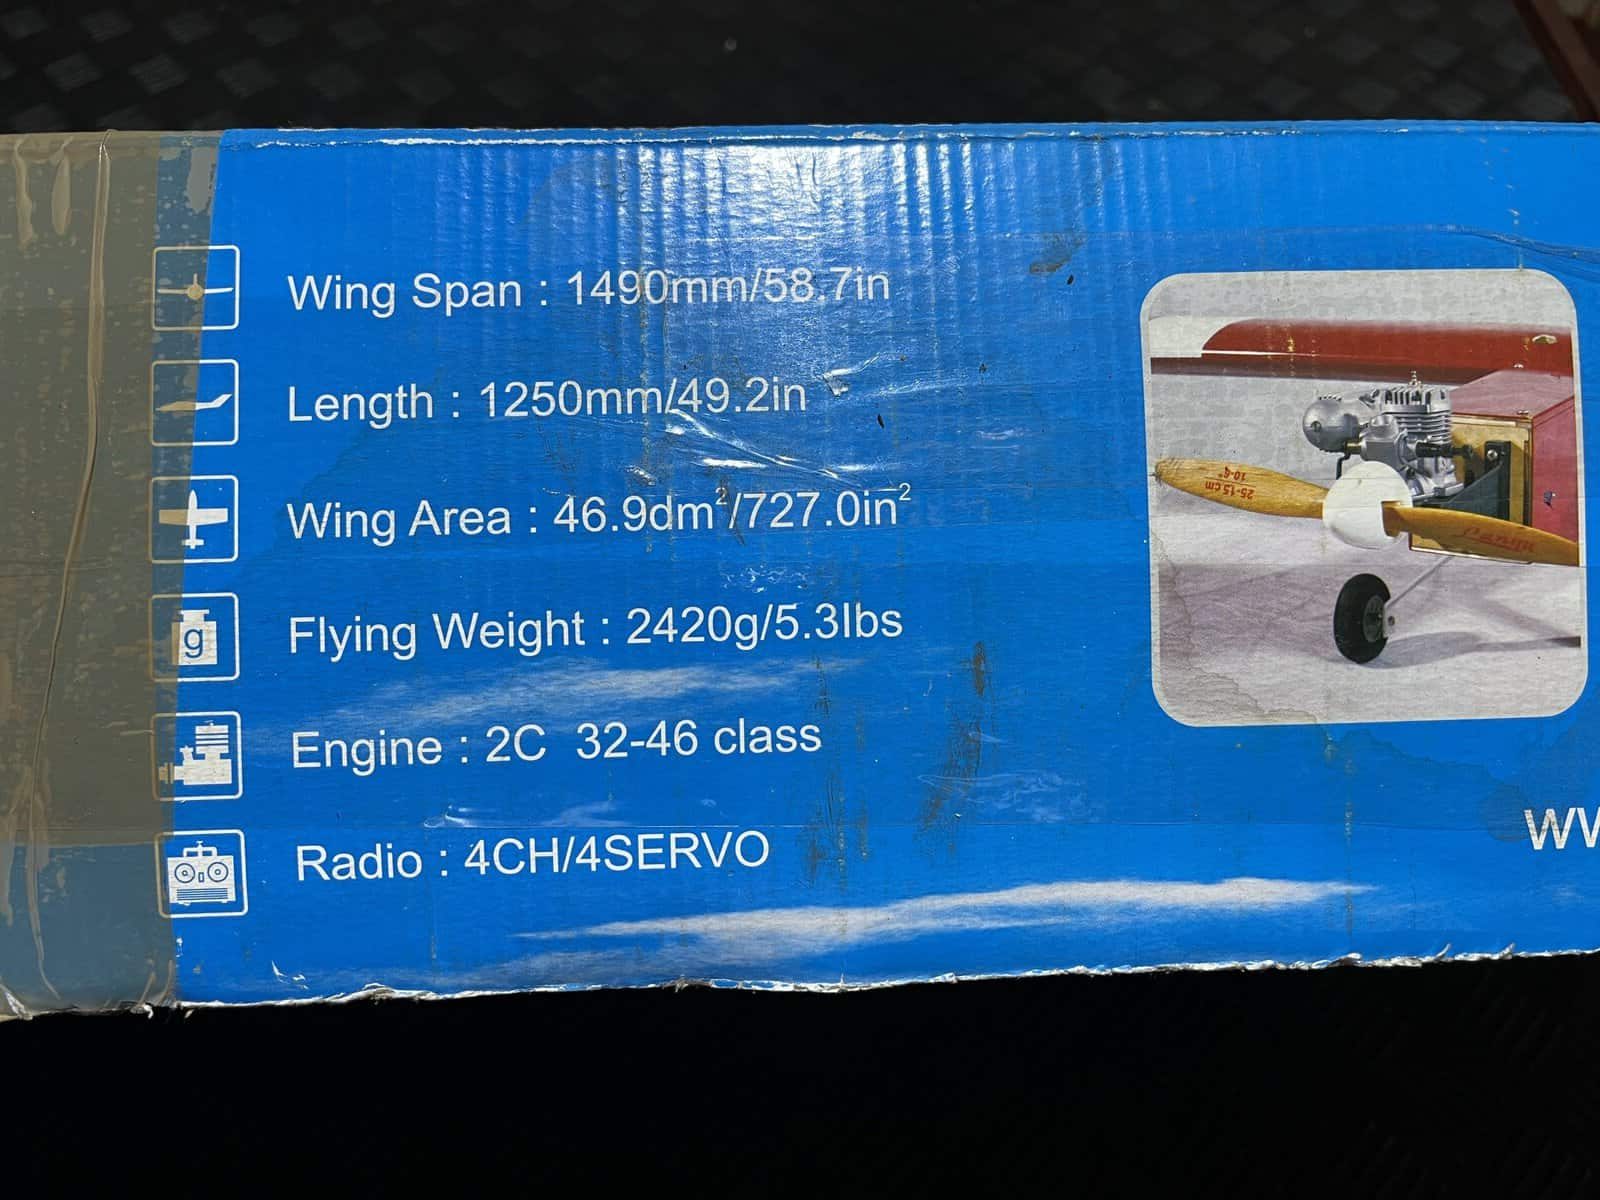 Wing Span : 1490mm/58.7in
Length : 1250mm/49.2in
Wing Area : 46.9dm²/727.0in²
g
Flying Weight : 2420g/5.3lbs
Engine : 2C 32-46 class
Radio : 4CH/4SERVO
25-15 cm
10-6"